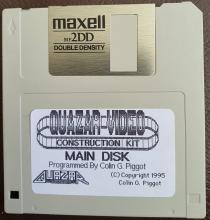 maxell
MF2DD
DOUBLE DENSITY
QUAZAR VIDEO
CONSTRUCTION KIT
MAIN DISK
Programmed By Colin G. Piggot
(C) Copyright 1995
Colin G. Piggot